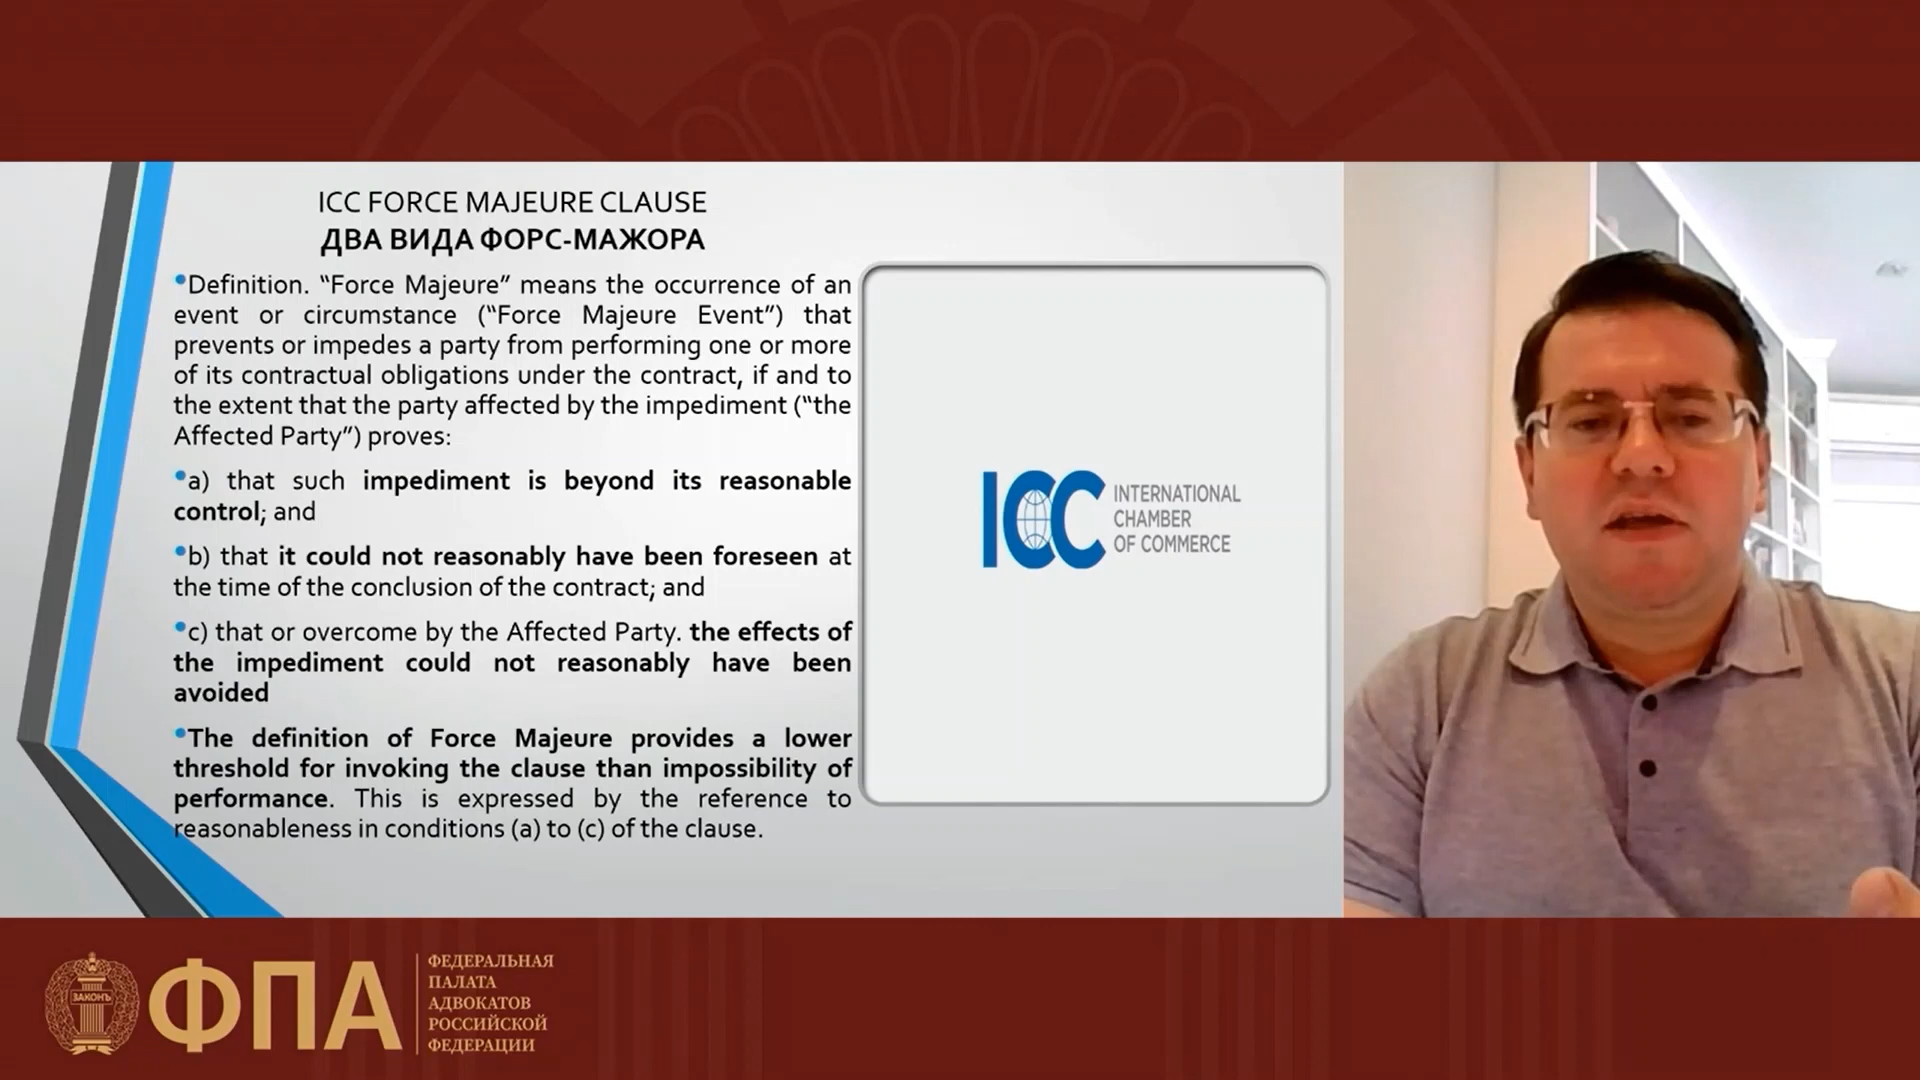 ICC FORCE MAJEURE CLAUSE
ДВА ВИДА ФОРС-МАЖОРА
•Definition. “Force Majeure” means the occurrence of an
event or circumstance (“Force Majeure Event”) that
prevents or impedes a party from performing one or more
of its contractual obligations under the contract, if and to
the extent that the party affected by the impediment (“the
Affected Party”) proves:
•a) that such impediment is beyond its reasonable
control; and
•b) that it could not reasonably have been foreseen at
the time of the conclusion of the contract; and
•c) that or overcome by the Affected Party. the effects of
the impediment could not reasonably have been
avoided
•The definition of Force Majeure provides a lower
threshold for invoking the clause than impossibility of
performance. This is expressed by the reference to
reasonableness in conditions (a) to (c) of the clause.
ICC
INTERNATIONAL
CHAMBER
OF COMMERCE
ЗАКОНЪ
ФПА
ФЕДЕРАЛЬНАЯ
ПАЛАТА
АДВОКАТОВ
РОССИЙСКОЙ
ФЕДЕРАЦИИ